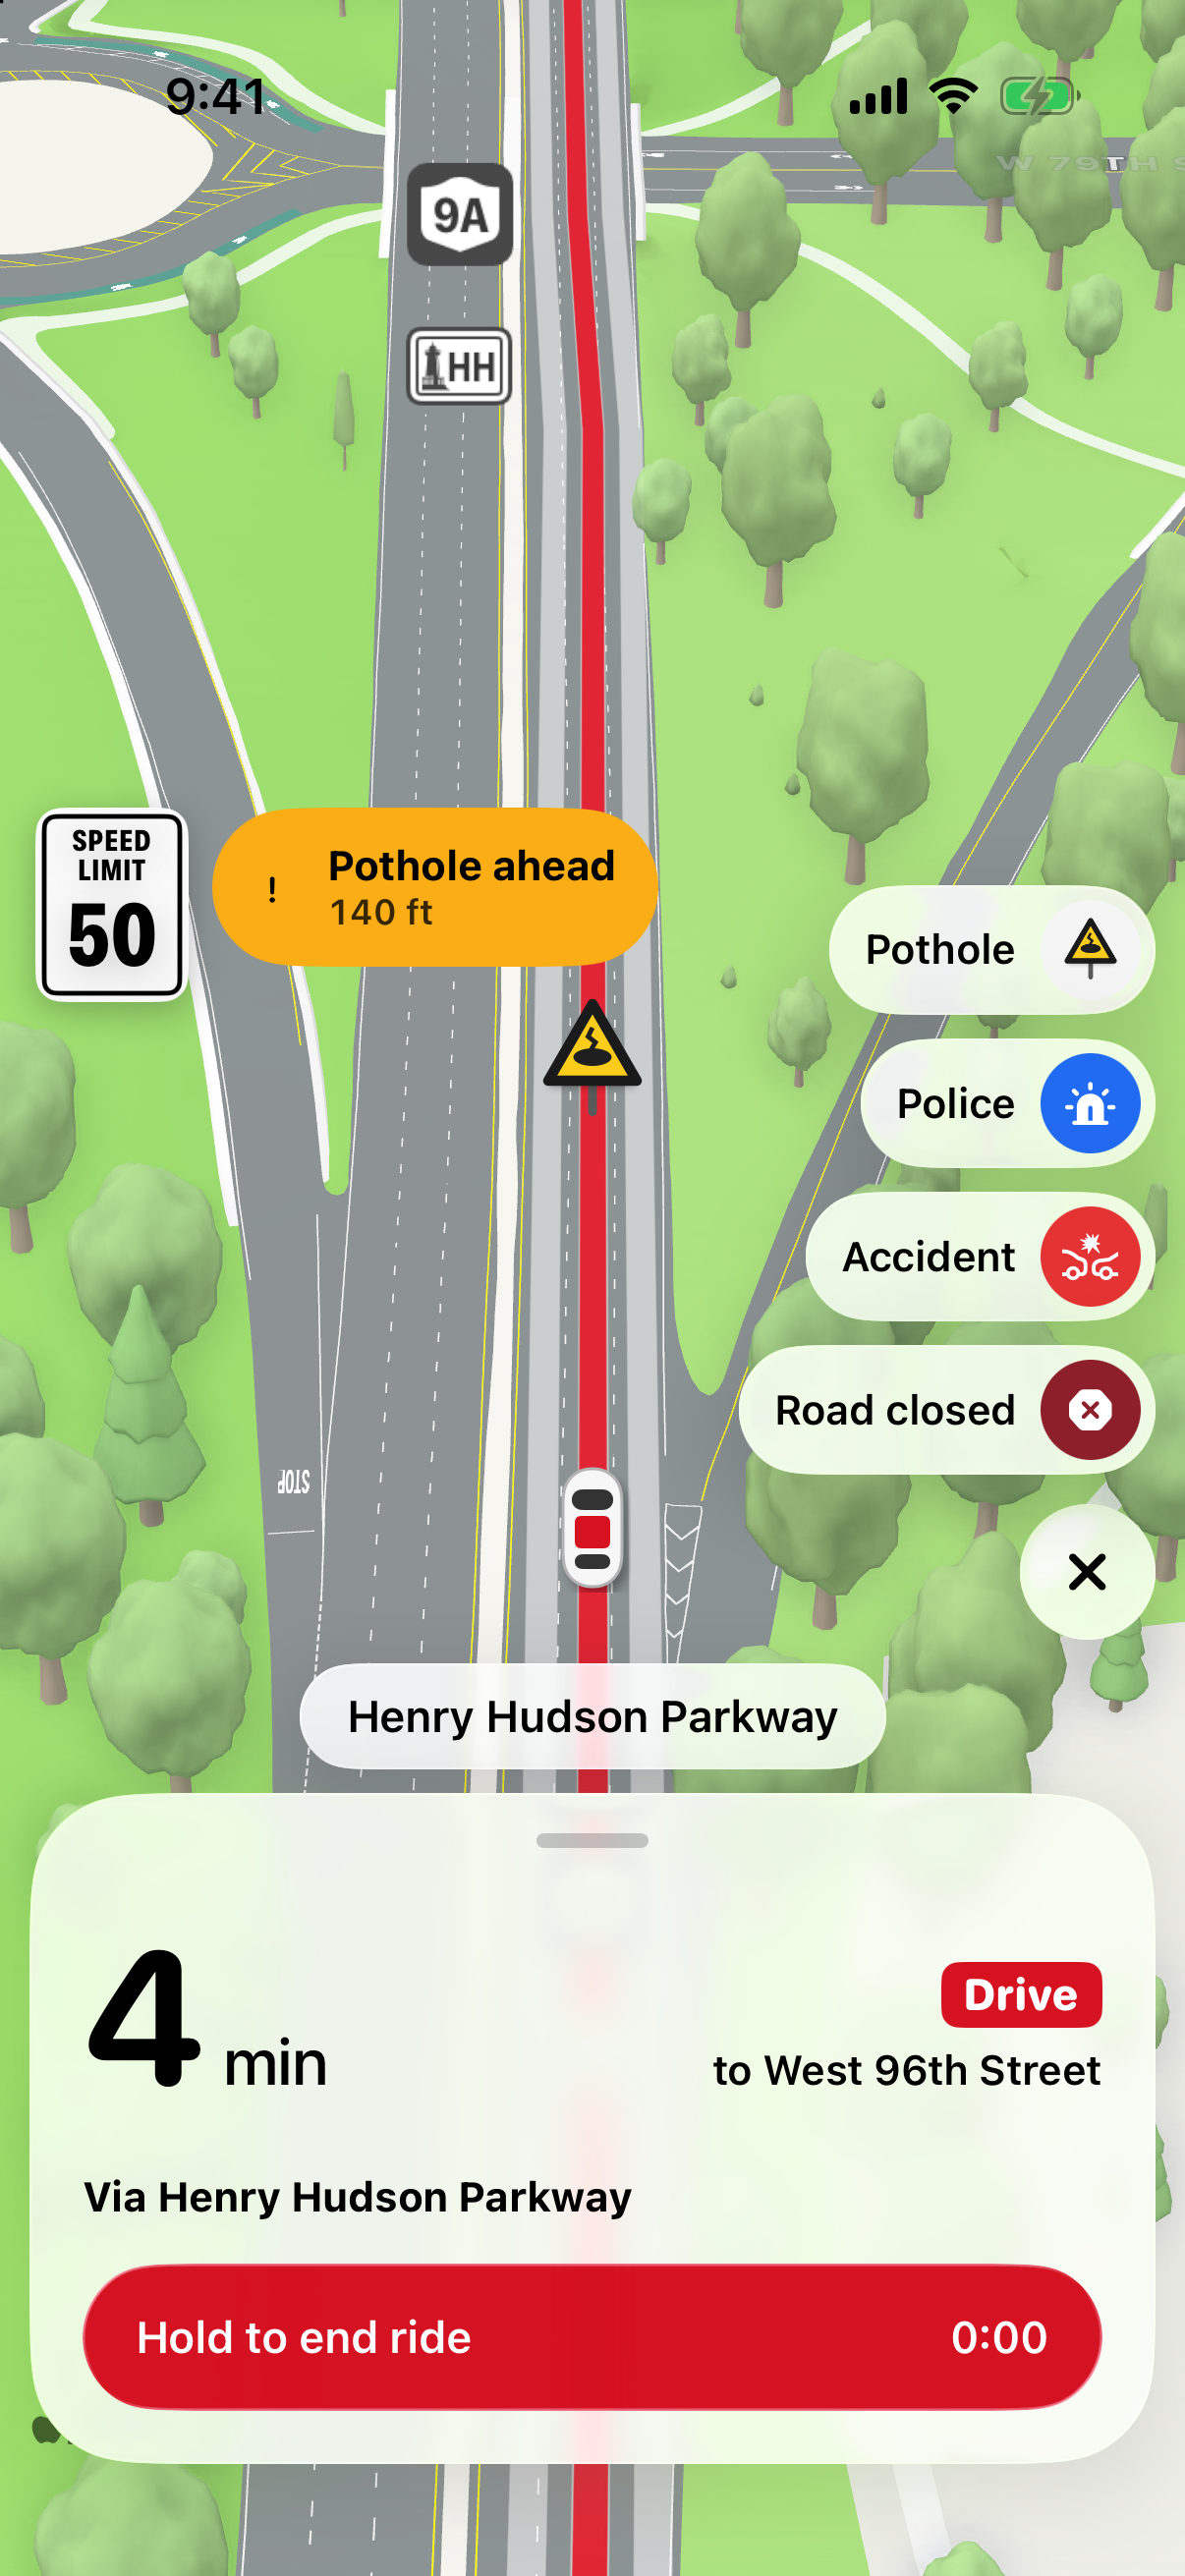 9:41
W 79TH S
9A
HH
SPEED
LIMIT
50
!
Pothole ahead
140 ft
Pothole
Police
Accident
Road closed
STOP
Henry Hudson Parkway
4 min
Drive
to West 96th Street
Via Henry Hudson Parkway
Hold to end ride
0:00